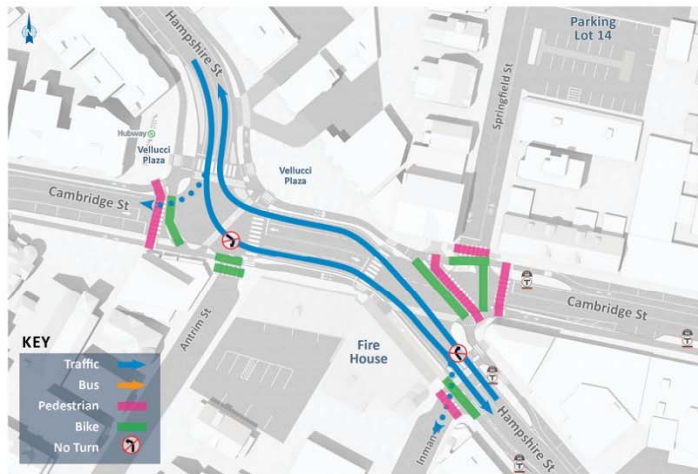 N
Hampshire St
Parking
Lot 14
Springfield St
Hubway
Vellucci
Plaza
Vellucci
Plaza
Cambridge St
Cambridge St
Antrim St
Fire
House
Inman
Hampshire St
KEY
Traffic
Bus
Pedestrian
Bike
No Turn